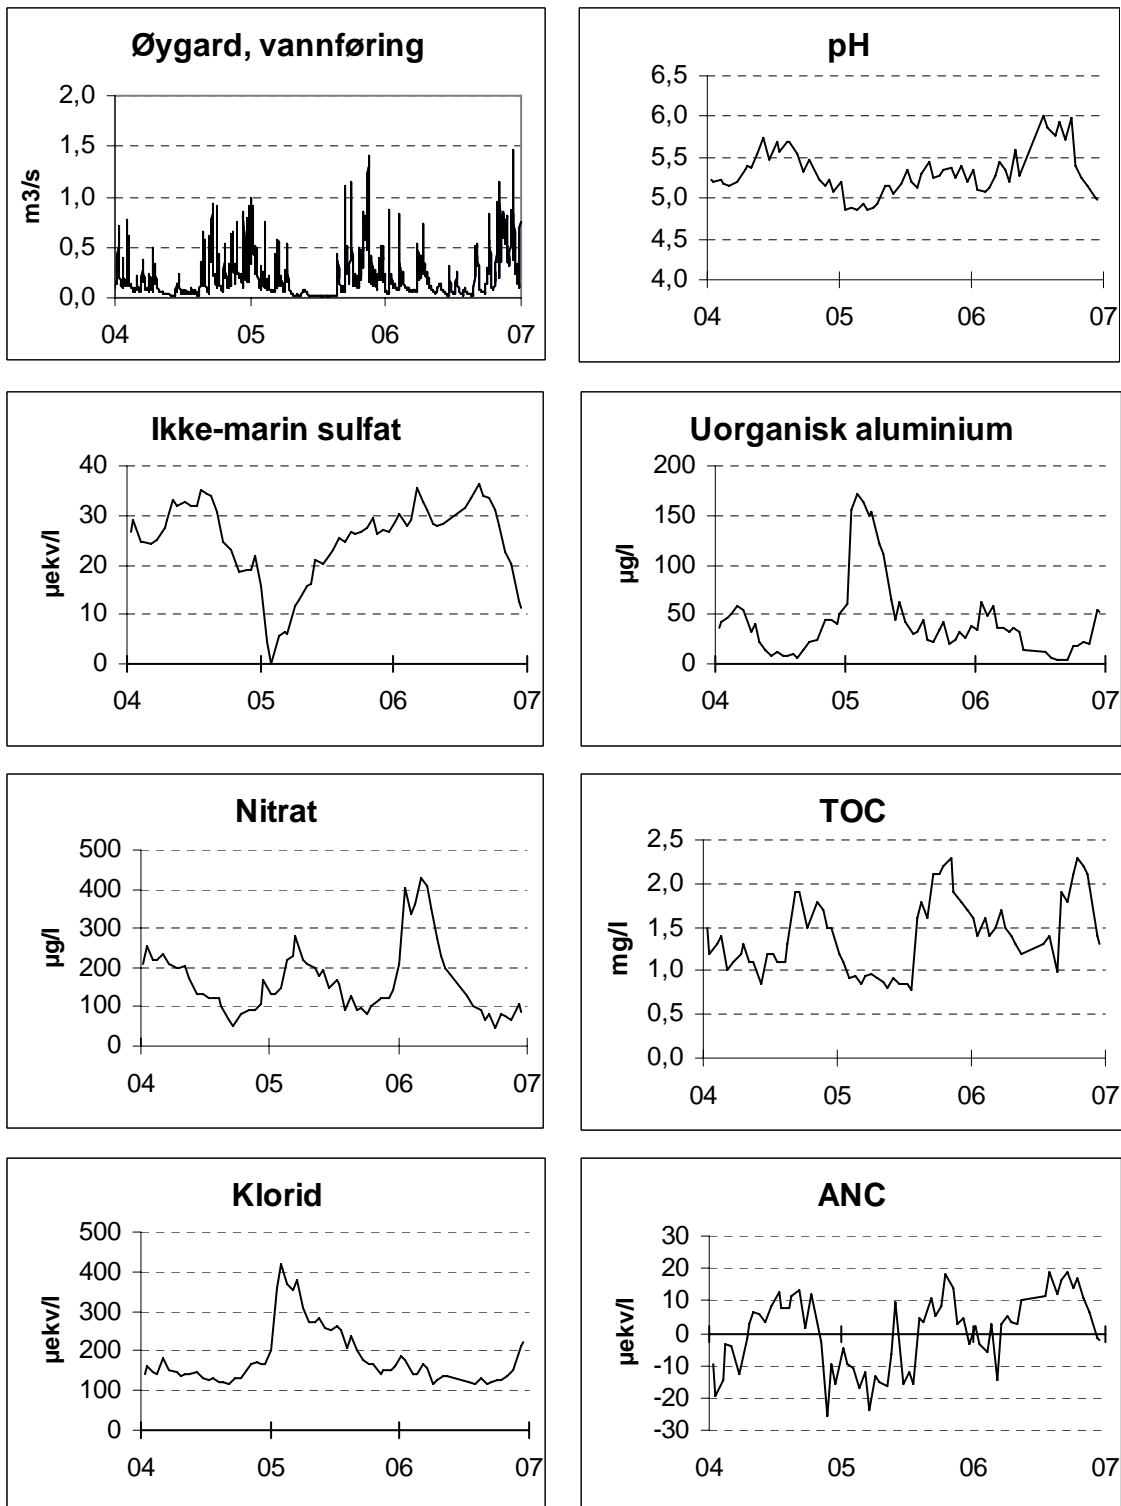 Øygard, vannføring
m3/s
2,0
1,5
1,0
0,5
0,0
04 05 06 07
pH
6,5
6,0
5,5
5,0
4,5
4,0
04 05 06 07
Ikke-marin sulfat
µekv/l
40
30
20
10
0
04 05 06 07
Uorganisk aluminium
µg/l
200
150
100
50
0
04 05 06 07
Nitrat
µg/l
500
400
300
200
100
0
04 05 06 07
TOC
mg/l
2,5
2,0
1,5
1,0
0,5
0,0
04 05 06 07
Klorid
µekv/l
500
400
300
200
100
0
04 05 06 07
ANC
µekv/l
30
20
10
0
-10
-20
-30
04 05 06 07